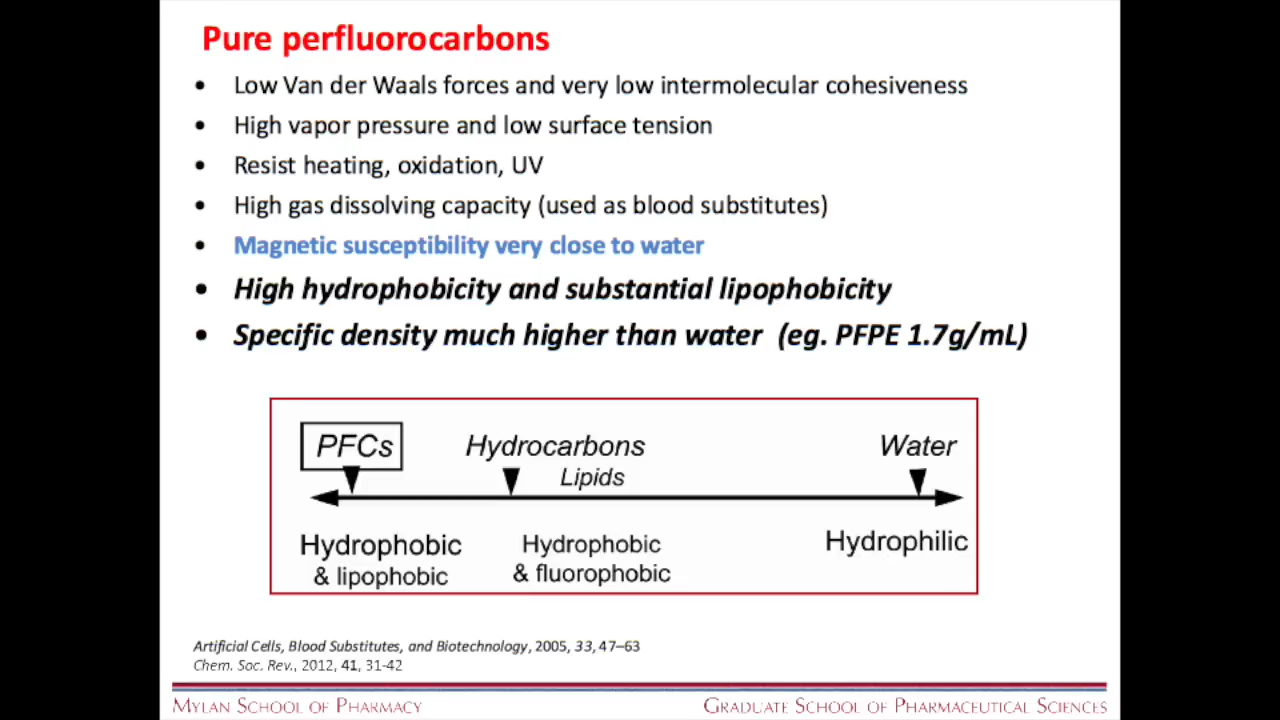 Pure perfluorocarbons
• Low Van der Waals forces and very low intermolecular cohesiveness
• High vapor pressure and low surface tension
• Resist heating, oxidation, UV
• High gas dissolving capacity (used as blood substitutes)
• Magnetic susceptibility very close to water
• High hydrophobicity and substantial lipophobicity
• Specific density much higher than water (eg. PFPE 1.7g/mL)
PFCs Hydrocarbons Water
Lipids
Hydrophobic Hydrophobic Hydrophilic
& lipophobic & fluorophobic
Artificial Cells, Blood Substitutes, and Biotechnology, 2005, 33, 47–63
Chem. Soc. Rev., 2012, 41, 31-42
Mylan School of Pharmacy Graduate School of Pharmaceutical Sciences